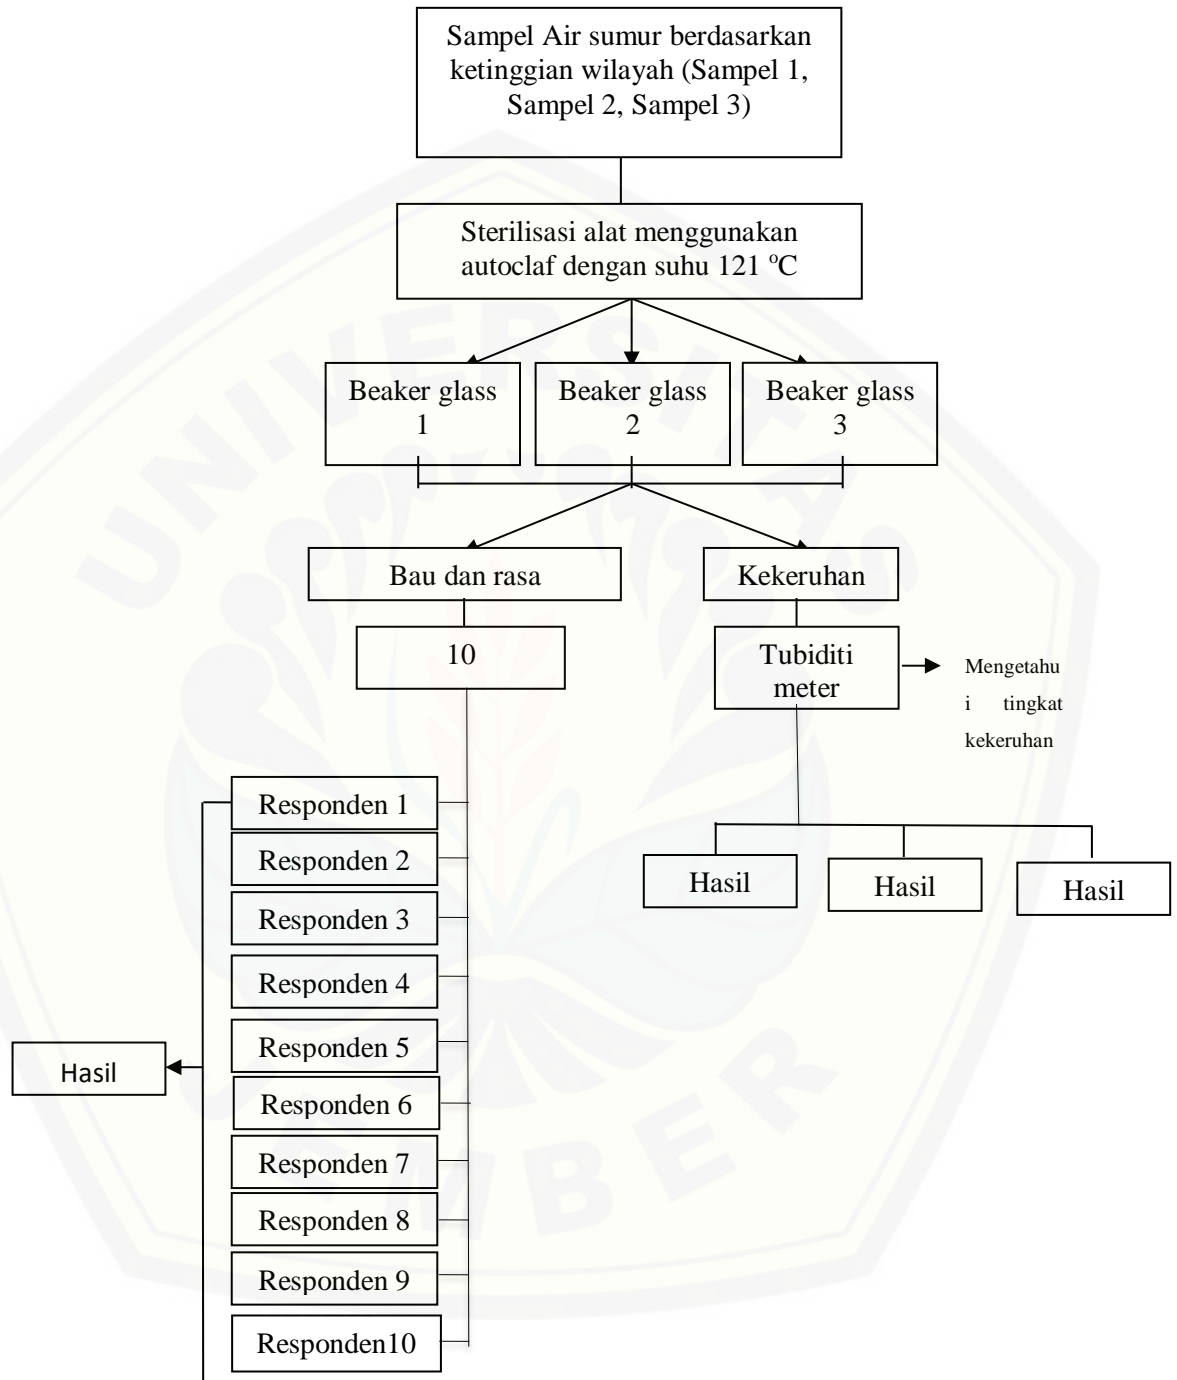 Sampel Air sumur berdasarkan
ketinggian wilayah (Sampel 1,
Sampel 2, Sampel 3)
Sterilisasi alat menggunakan
autoclaf dengan suhu 121 ⁰C
Beaker glass
1
Beaker glass
2
Beaker glass
3
Bau dan rasa
Kekeruhan
10
Tubiditi
meter
Mengetahu
i tingkat
kekeruhan
Responden 1
Responden 2
Responden 3
Responden 4
Responden 5
Responden 6
Responden 7
Responden 8
Responden 9
Responden10
Hasil
Hasil
Hasil
Hasil
UNIVERSITAS
JEMBER